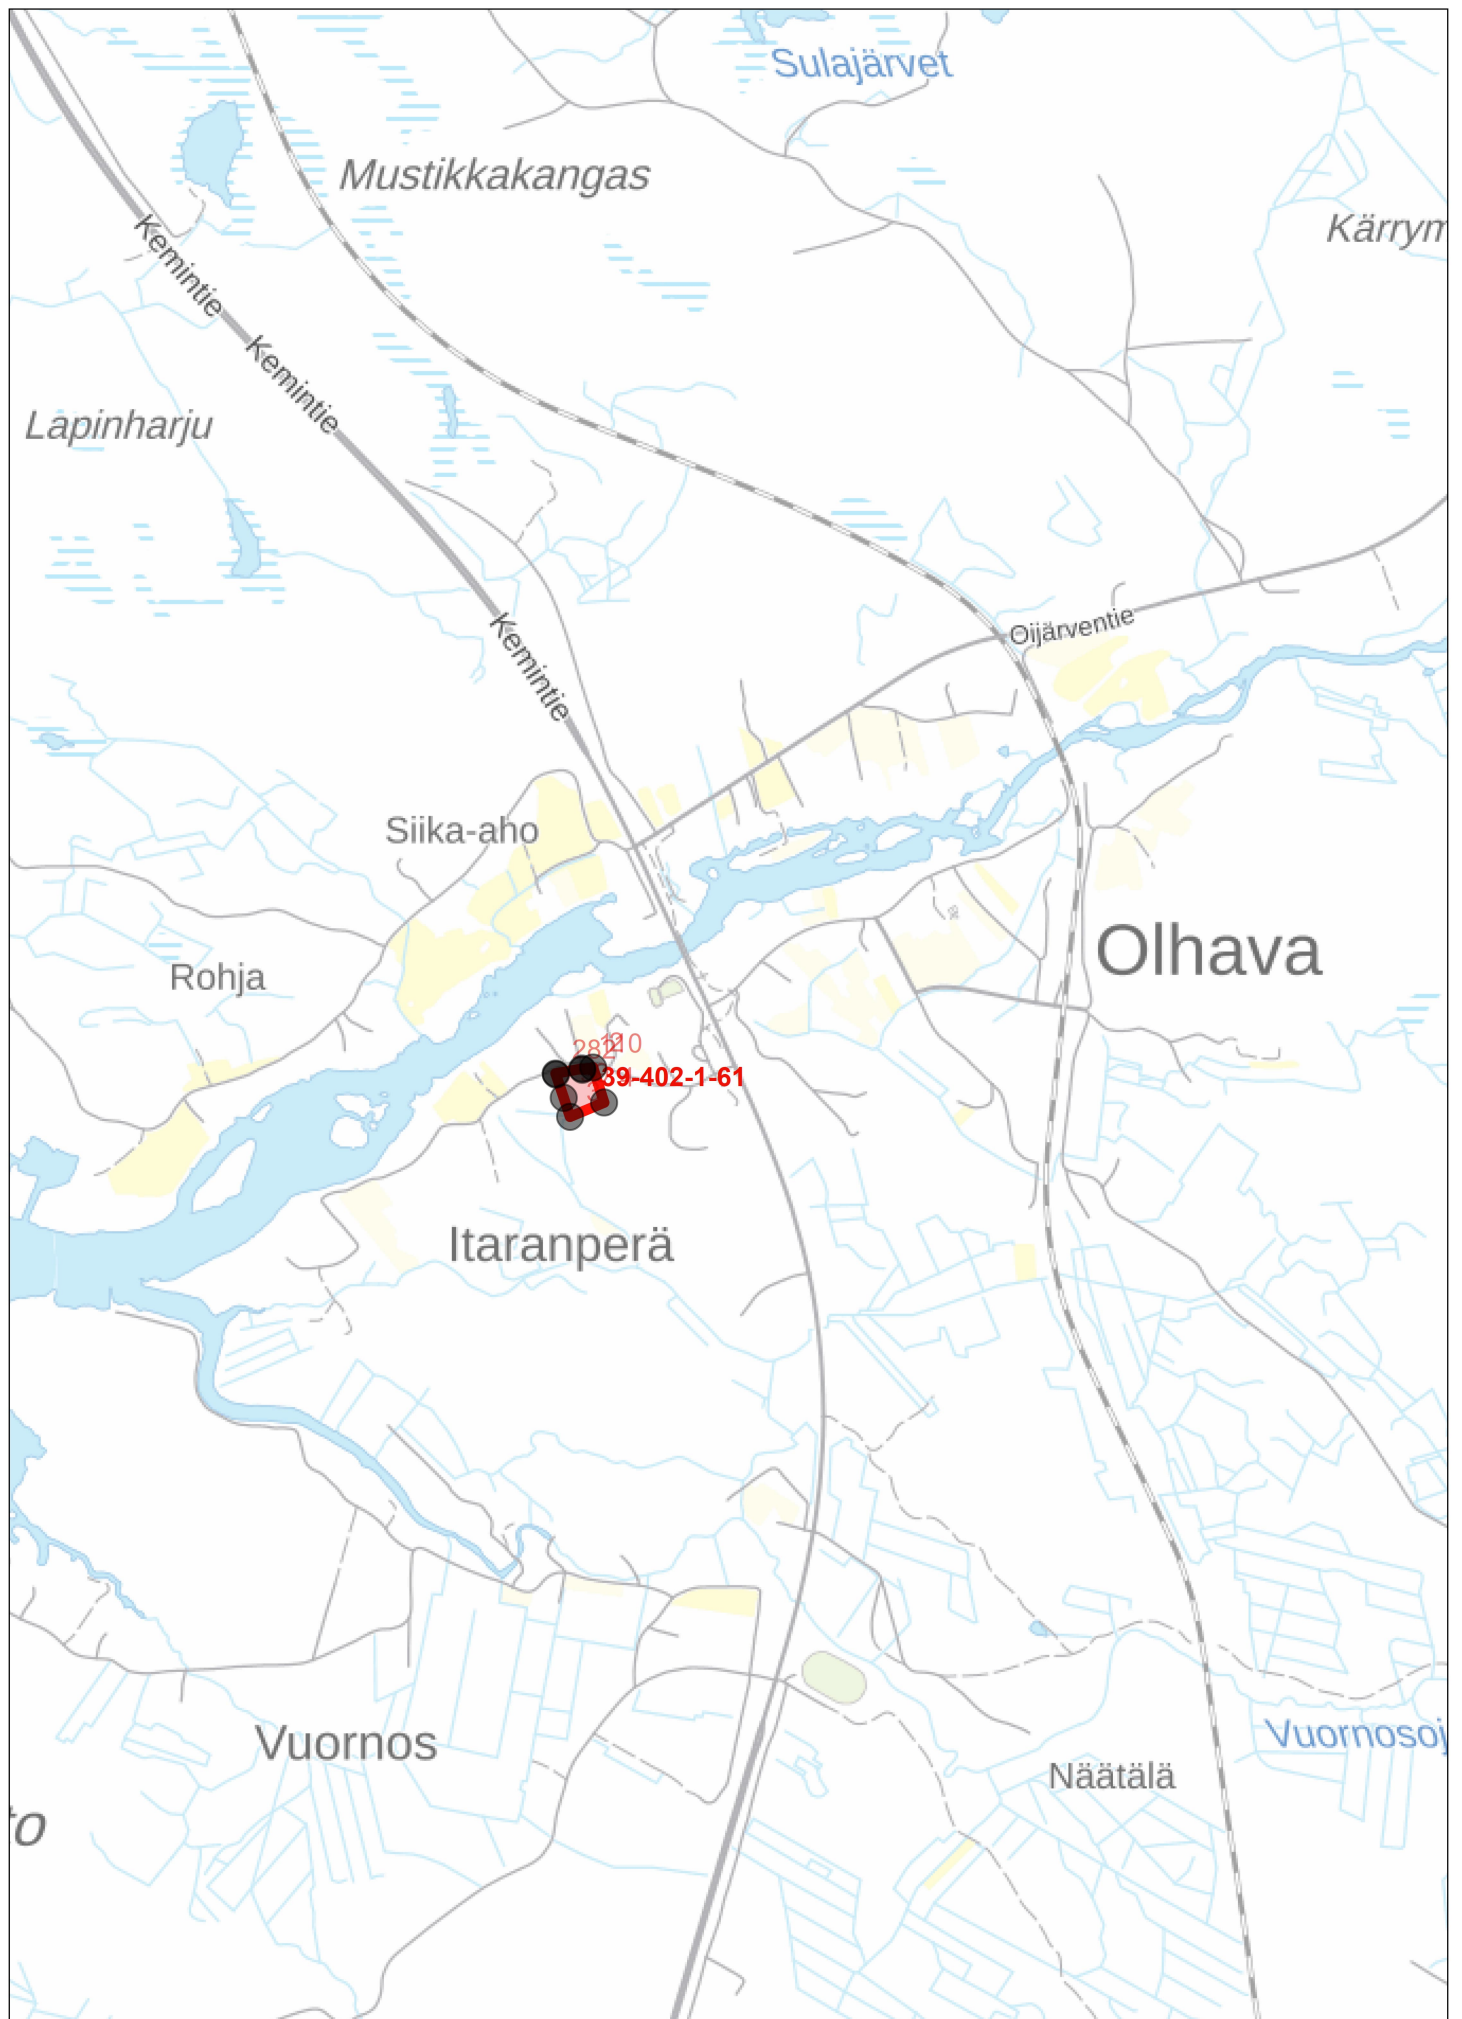 Sulajärvet
Mustikkakangas
Kärrym
Kemintie
Kemintie
Lapinharju
Kemintie
Oijärventie
Siika-aho
Olhava
Rohja
39-402-1-61
Itaranperä
Vuornos
Vuornosoj
Näätälä
to